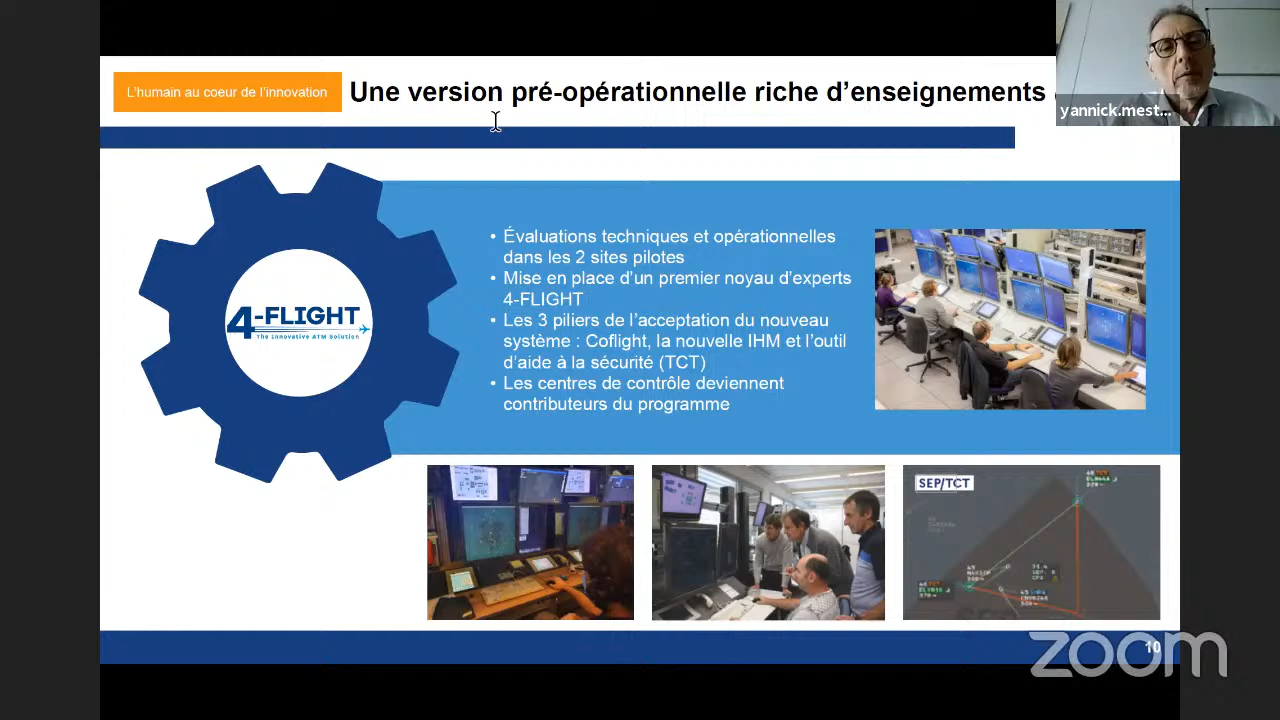 L'humain au coeur de l'innovation
Une version pré-opérationnelle riche d'enseignements
yannick.mest...
4-FLIGHT
The Innovative ATM Solution
• Évaluations techniques et opérationnelles
dans les 2 sites pilotes
• Mise en place d'un premier noyau d'experts
4-FLIGHT
• Les 3 piliers de l'acceptation du nouveau
système : Coflight, la nouvelle IHM et l'outil
d'aide à la sécurité (TCT)
• Les centres de contrôle deviennent
contributeurs du programme
SEP/TCT
10
zoom